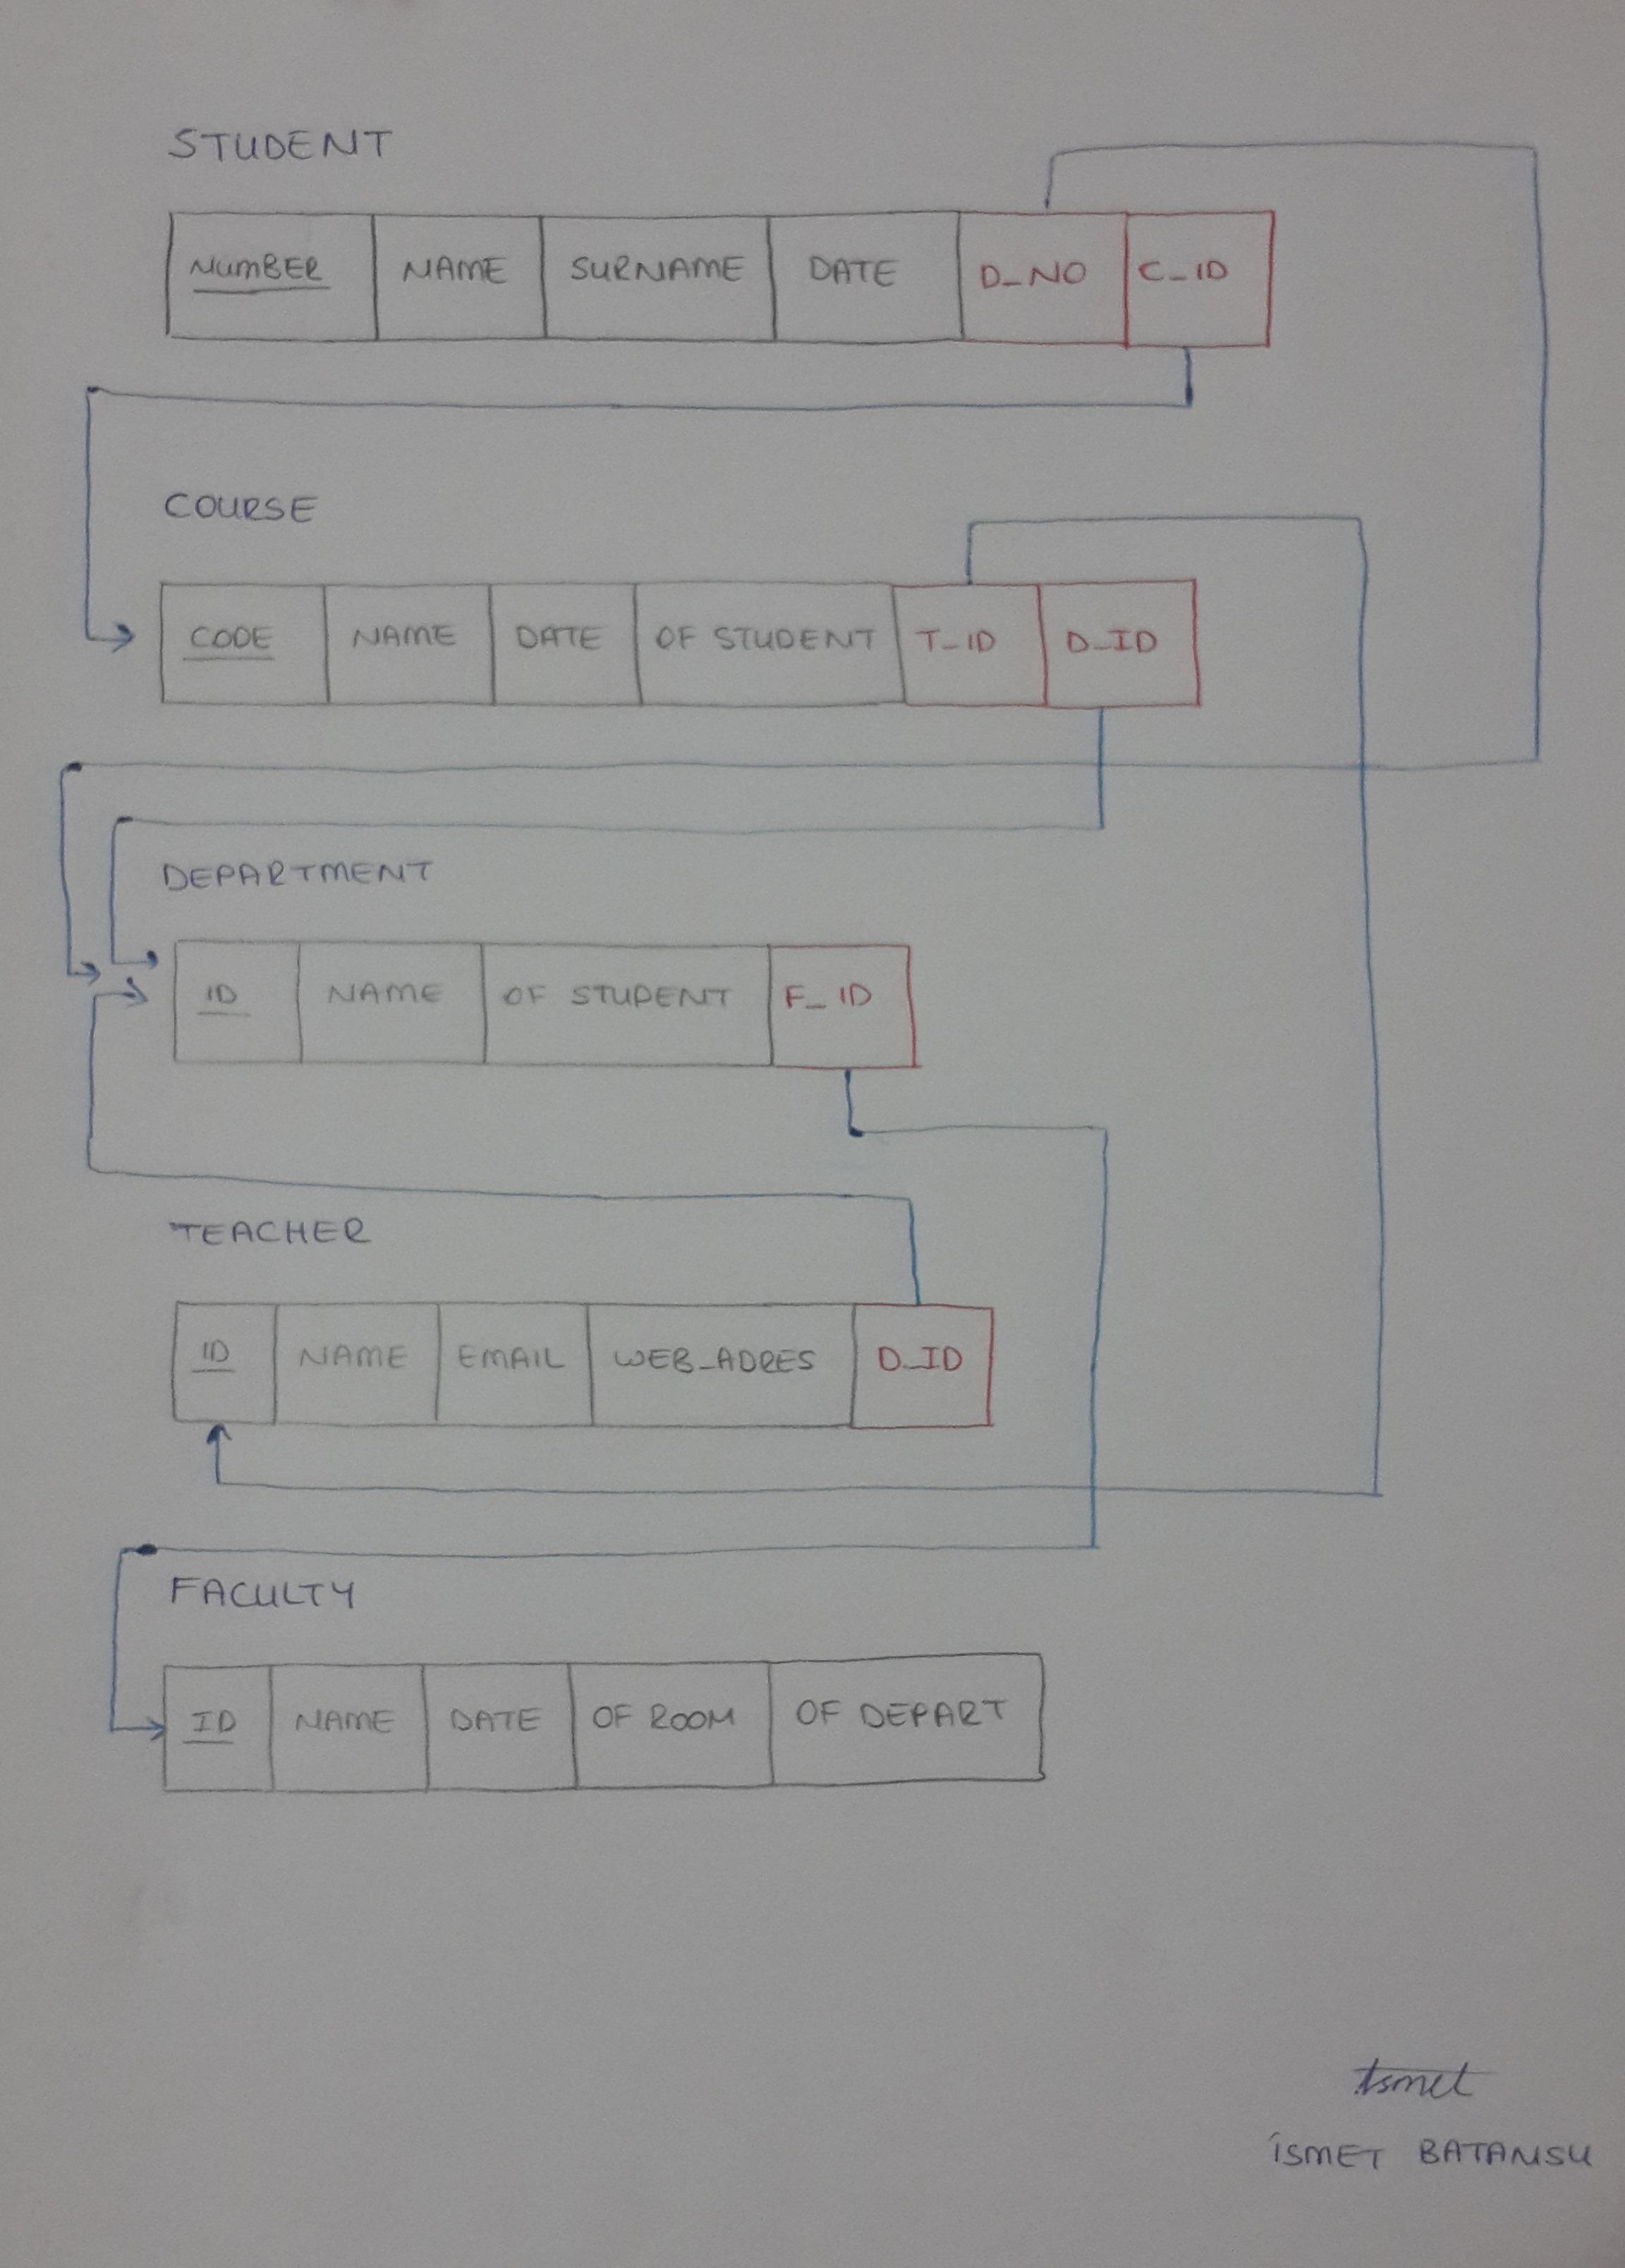 STUDENT
NUMBER NAME SURNAME DATE D_NO C_ID
COURSE
CODE NAME DATE OF STUDENT T_ID D_ID
DEPARTMENT
ID NAME OF STUDENT F_ID
TEACHER
ID NAME EMAIL WEB_ADRES D_ID
FACULTY
ID NAME DATE OF ROOM OF DEPART
ismet
İSMET BATANSU